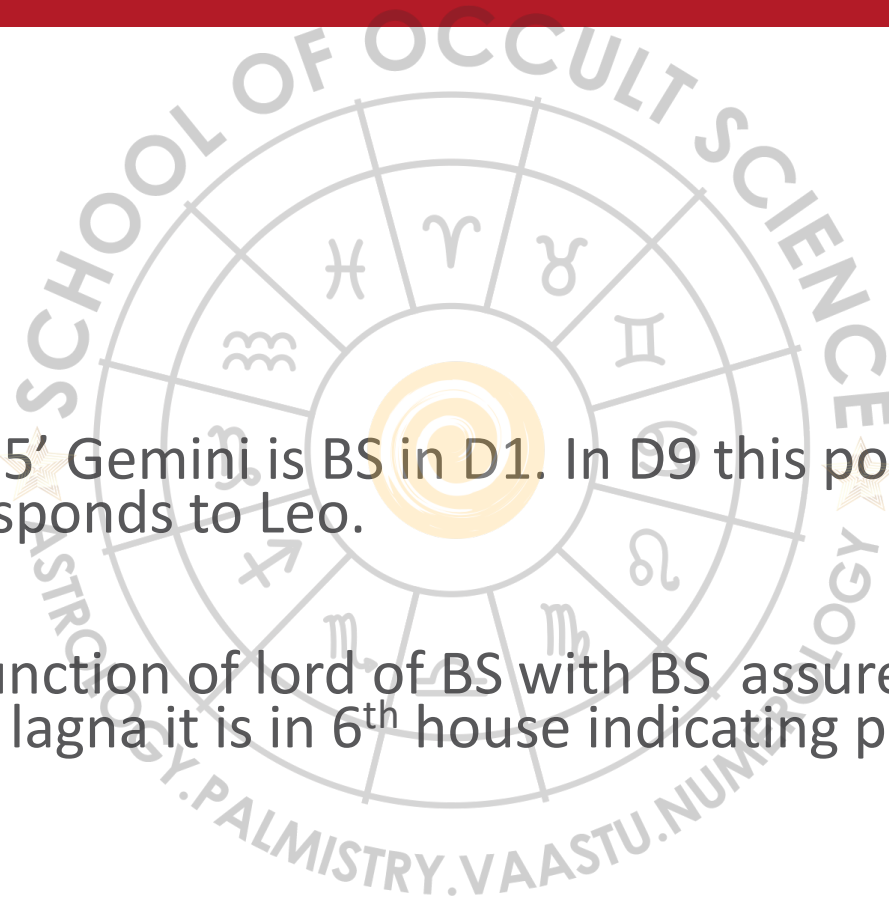 SCHOOL OF OCCULT SCIENCE
5’ Gemini is BS in D1. In D9 this po
sponds to Leo.
unction of lord of BS with BS assure
lagna it is in 6th house indicating p
ASTROLOGY.PALMISTRY.VAASTU.NUMEROLOGY